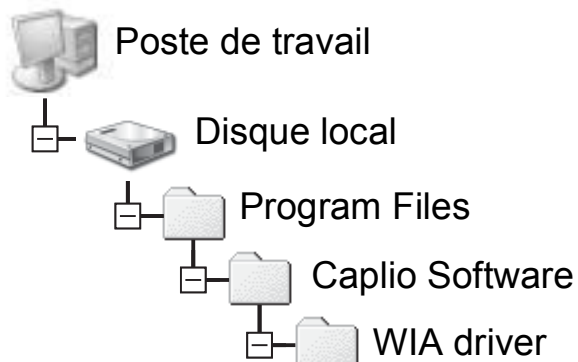 Poste de travail
Disque local
Program Files
Caplio Software
WIA driver